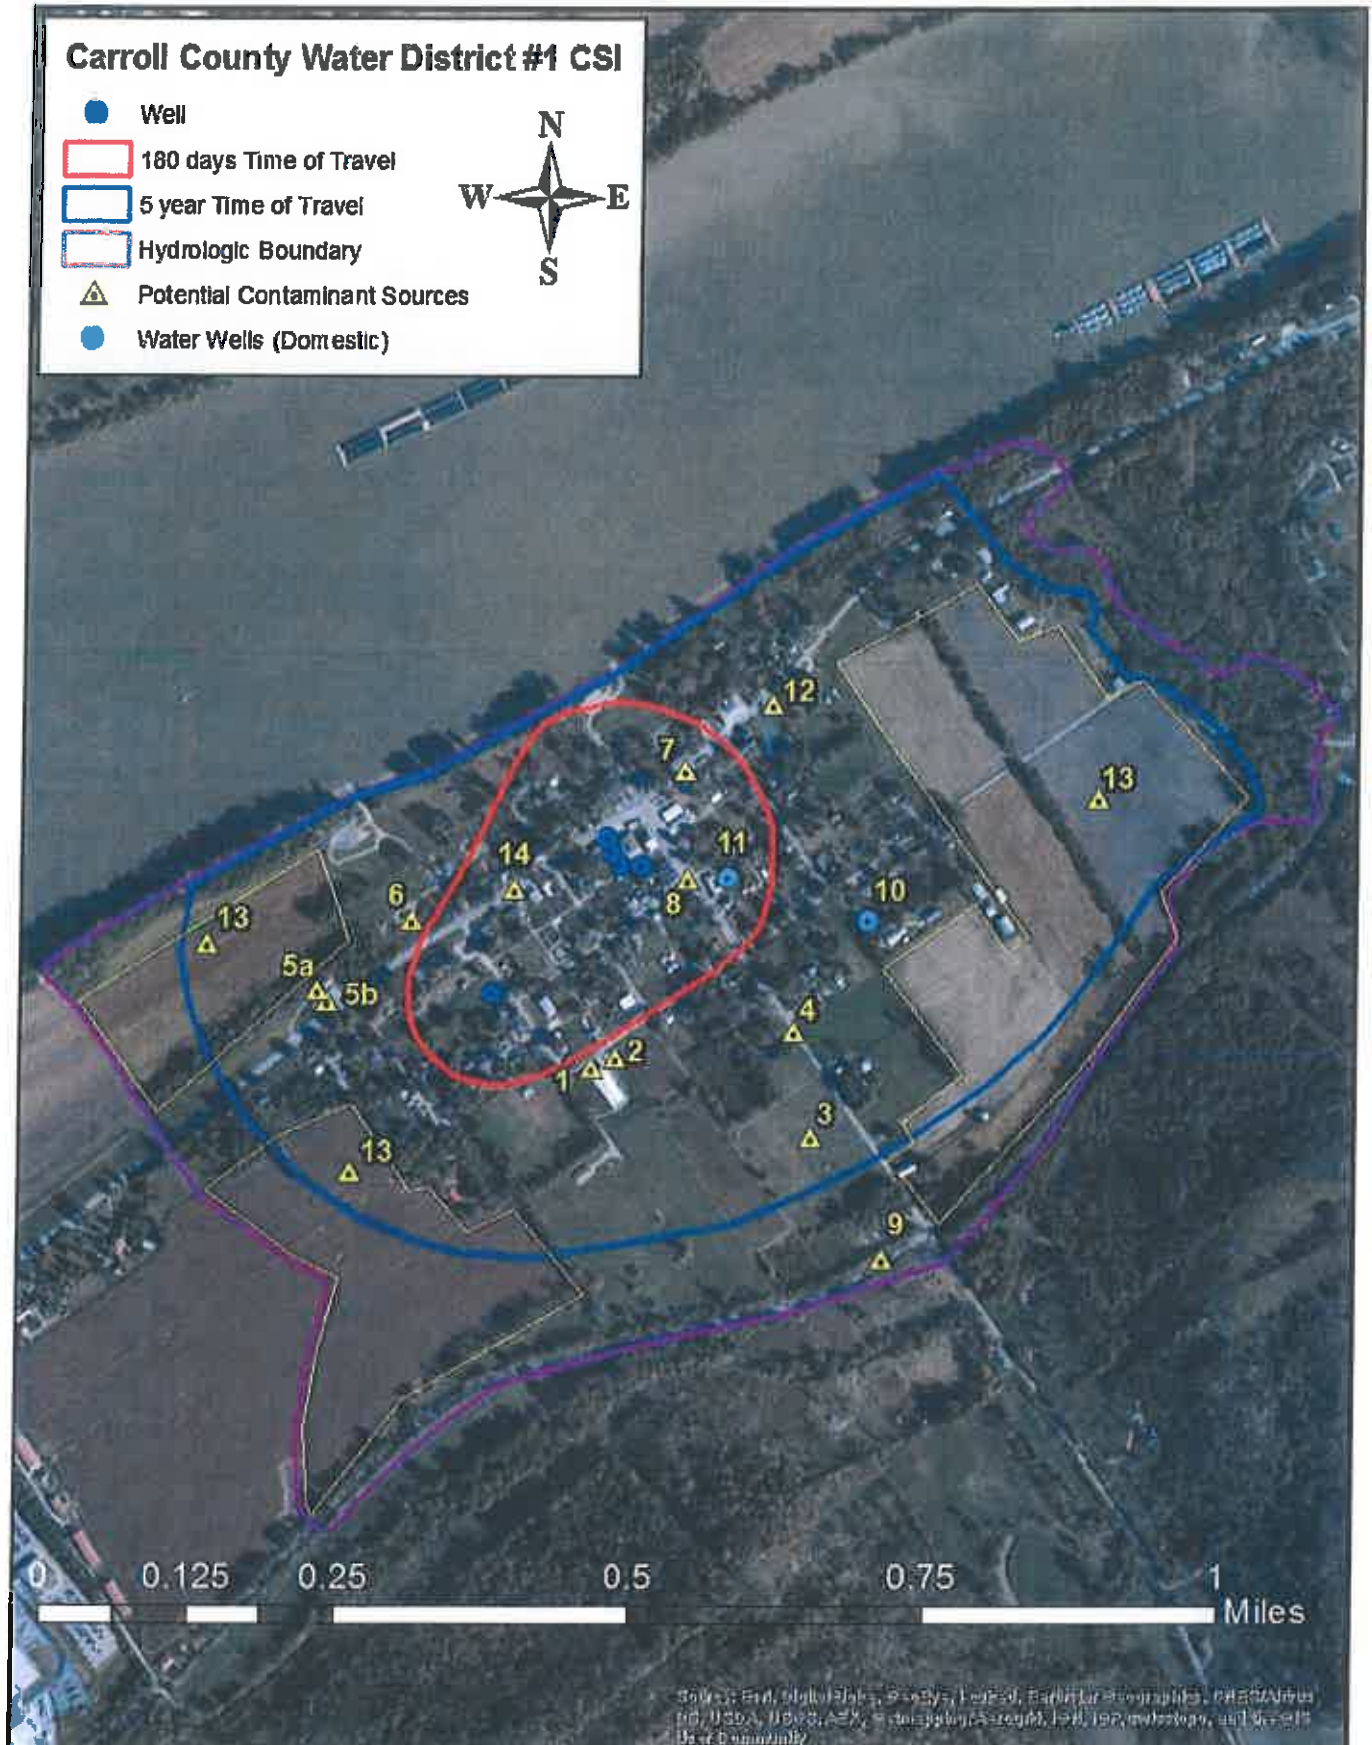 Carroll County Water District #1 CSI
Well
180 days Time of Travel
5 year Time of Travel
Hydrologic Boundary
Potential Contaminant Sources
Water Wells (Domestic)
N
W E
S
12
7
13
14
11
6
10
13
8
5a
5b
4
2
1
3
13
9
0 0.125 0.25 0.5 0.75 1
Miles
User Community